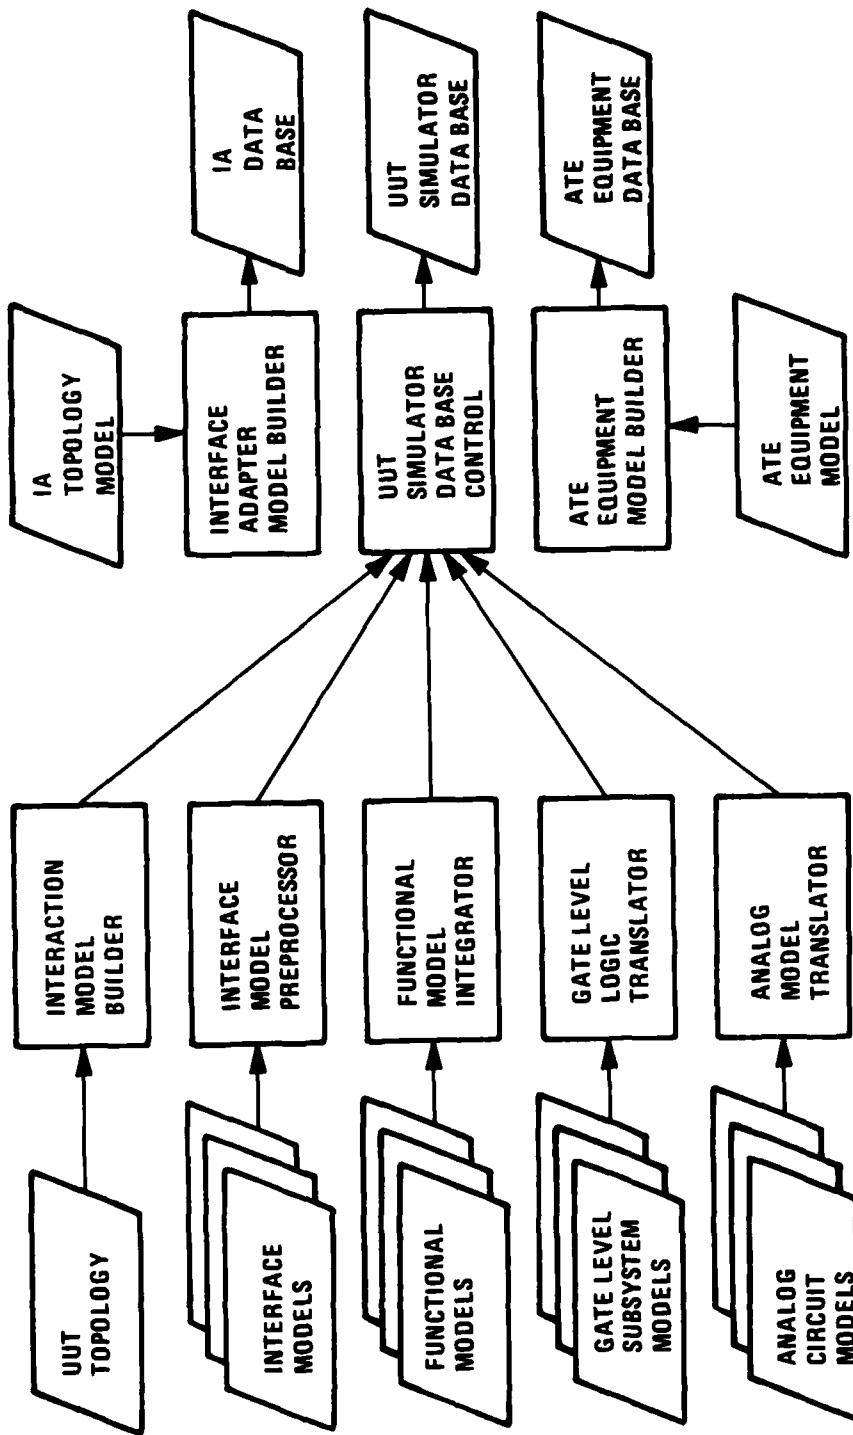 UUT
TOPOLOGY
INTERACTION
MODEL
BUILDER
INTERFACE
MODELS
INTERFACE
MODEL
PREPROCESSOR
FUNCTIONAL
MODELS
FUNCTIONAL
MODEL
INTEGRATOR
GATE LEVEL
SUBSYSTEM
MODELS
GATE LEVEL
LOGIC
TRANSLATOR
ANALOG
CIRCUIT
MODELS
ANALOG
MODEL
TRANSLATOR
IA
TOPOLOGY
MODEL
INTERFACE
ADAPTER
MODEL BUILDER
IA
DATA
BASE
UUT
SIMULATOR
DATA BASE
CONTROL
UUT
SIMULATOR
DATA BASE
ATE
EQUIPMENT
MODEL BUILDER
ATE
EQUIPMENT
DATA BASE
ATE
EQUIPMENT
MODEL